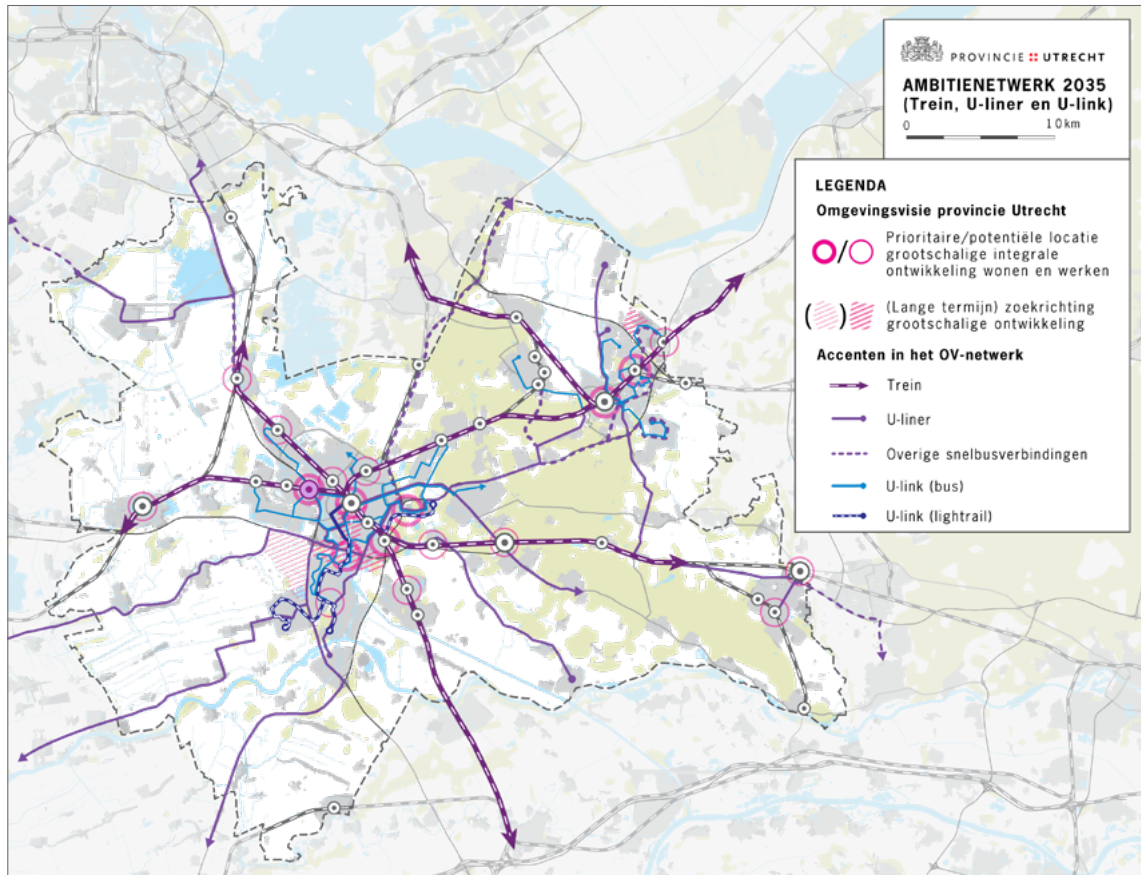 PROVINCIE UTRECHT
AMBITIENETWERK 2035
(Trein, U-liner en U-link)
0 10km
LEGENDA
Omgevingsvisie provincie Utrecht
Prioritaire/potentiële locatie
grootschalige integrale
ontwikkeling wonen en werken
(Lange termijn) zoekrichting
grootschalige ontwikkeling
Accenten in het OV-netwerk
Trein
U-liner
Overige snelbusverbindingen
U-link (bus)
U-link (lightrail)